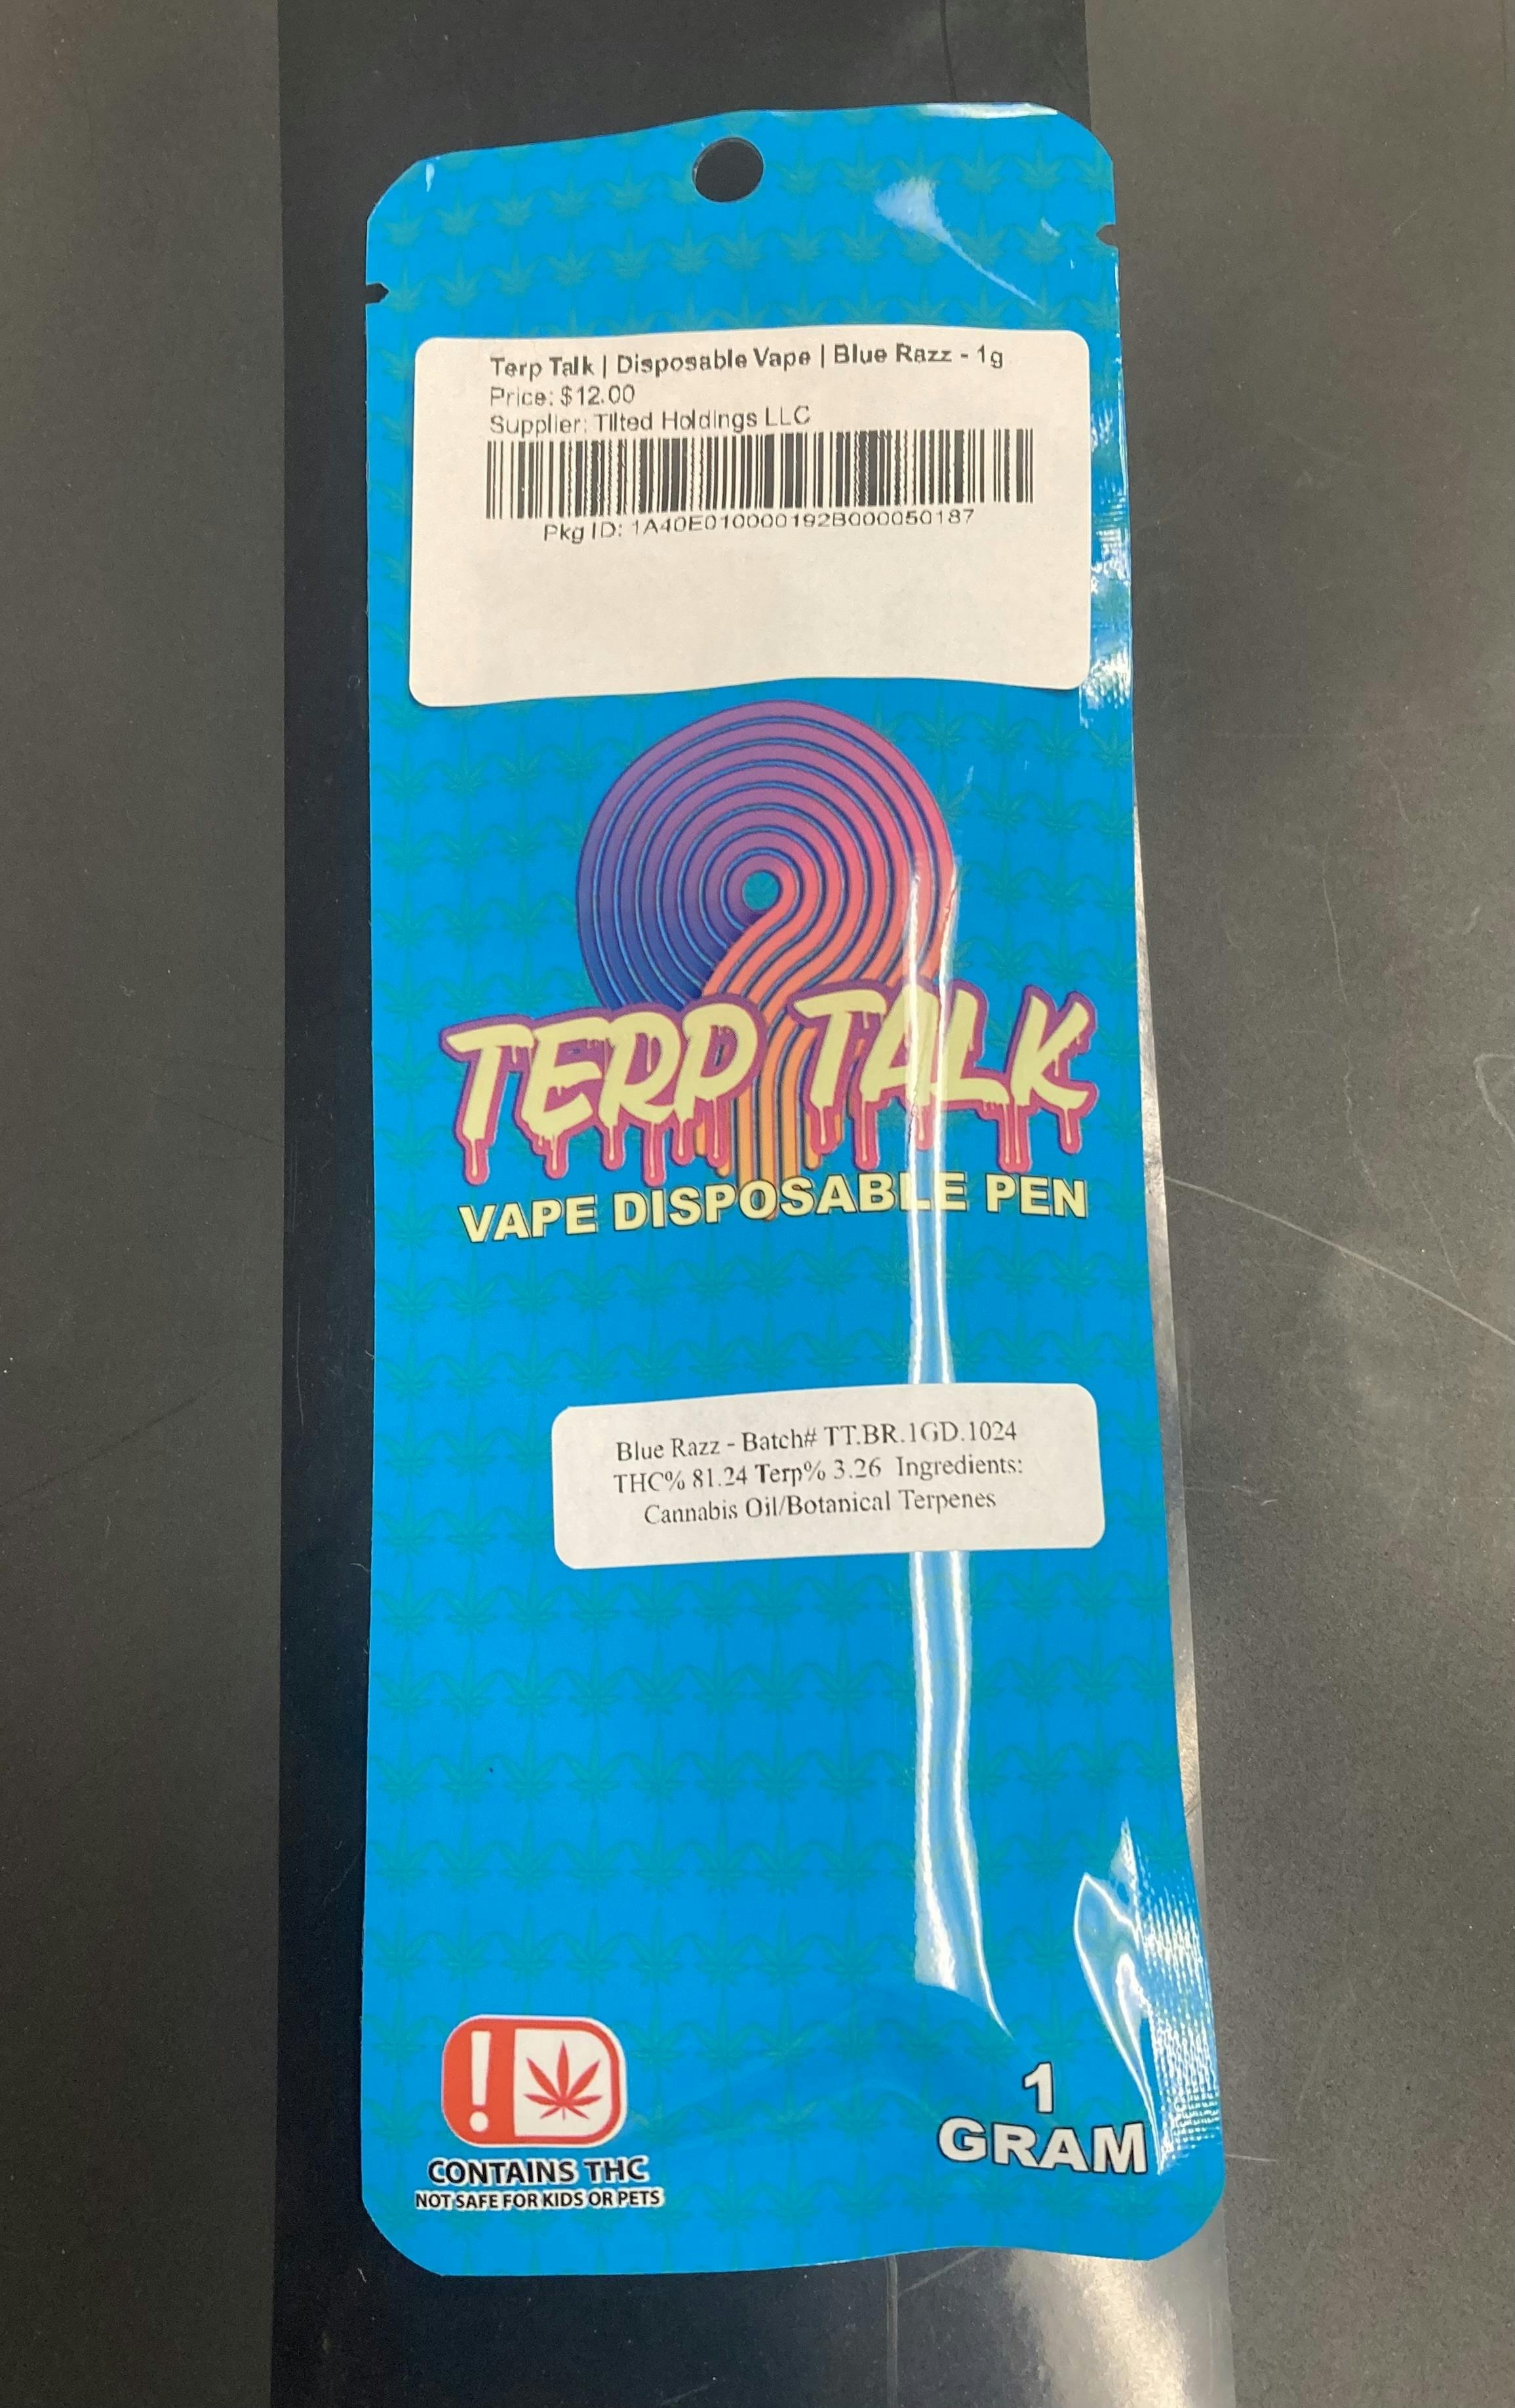 Terp Talk | Disposable Vape | Blue Razz - 1g
Price: $12.00
Supplier: Tilted Holdings LLC
Pkg ID: 1A40E010000192B000050187
TERP TALK
VAPE DISPOSABLE PEN
Blue Razz - Batch# TT.BR.1GD.1024
THC% 81.24 Terp% 3.26 Ingredients:
Cannabis Oil/Botanical Terpenes
!
CONTAINS THC
NOT SAFE FOR KIDS OR PETS
1
GRAM